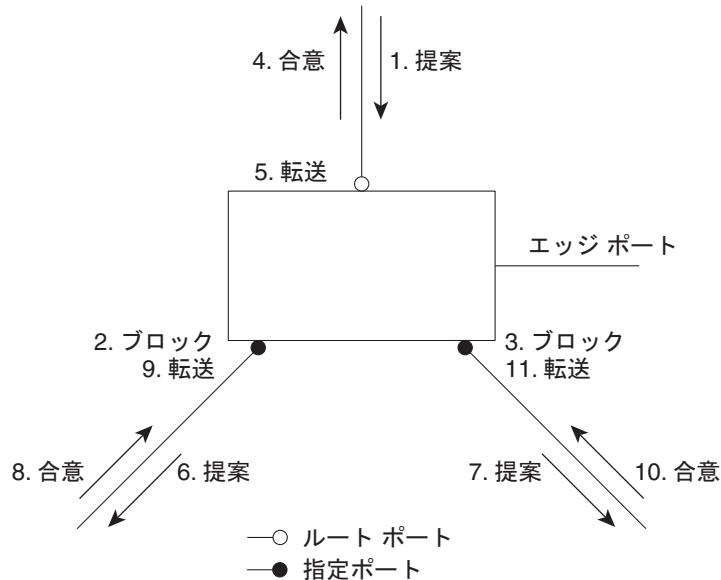 4. 合意
1. 提案
5. 転送
エッジ ポート
2. ブロック
9. 転送
3. ブロック
11. 転送
8. 合意
6. 提案
7. 提案
10. 合意
ルート ポート
指定ポート